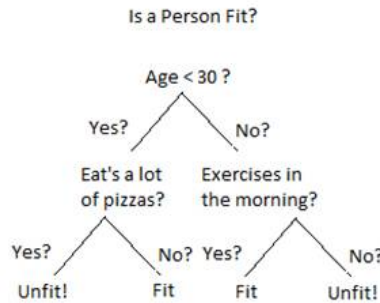 Is a Person Fit?
Age < 30 ?
Yes?
No?
Eat's a lot
of pizzas?
Exercises in
the morning?
Yes?
No?
Yes?
No?
Unfit!
Fit
Fit
Unfit!